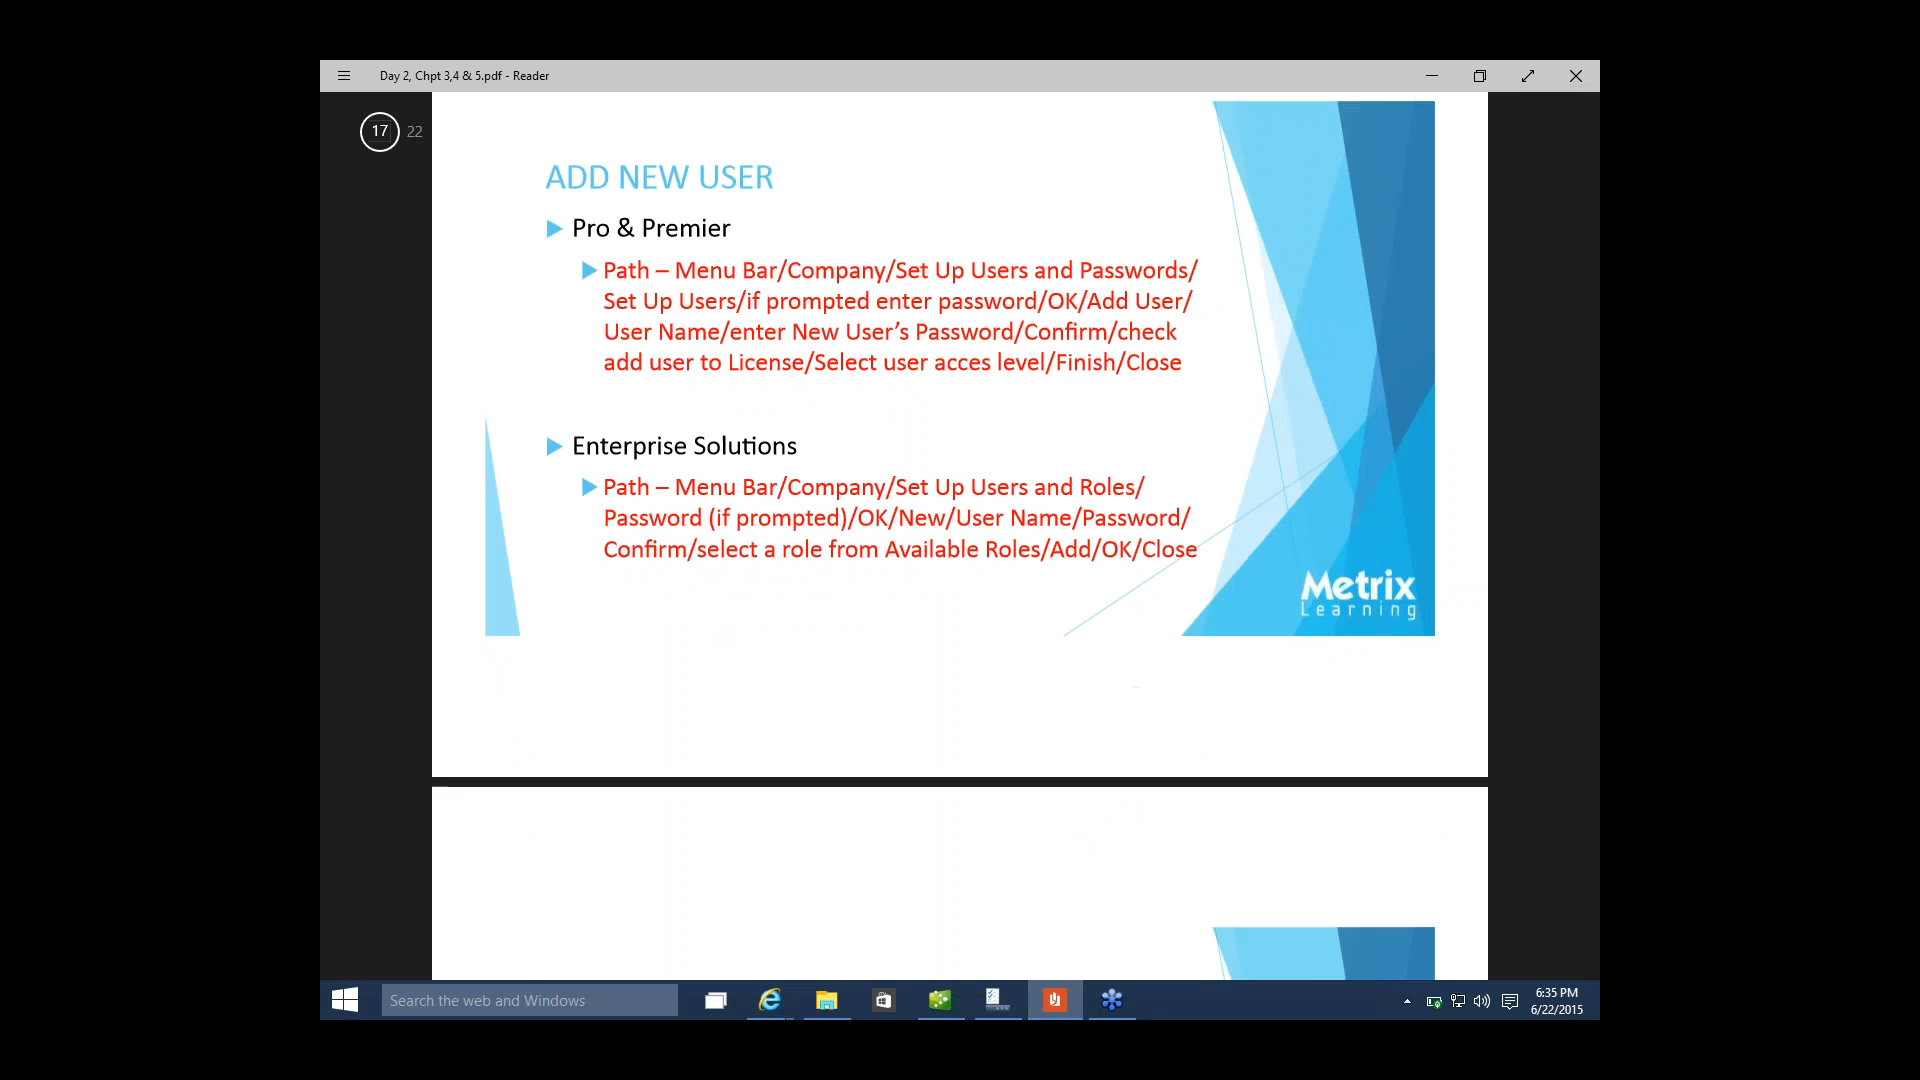 Day 2, Chpt 3,4 & 5.pdf - Reader
17 22
ADD NEW USER
Pro & Premier
Path – Menu Bar/Company/Set Up Users and Passwords/
Set Up Users/if prompted enter password/OK/Add User/
User Name/enter New User’s Password/Confirm/check
add user to License/Select user acces level/Finish/Close
Enterprise Solutions
Path – Menu Bar/Company/Set Up Users and Roles/
Password (if prompted)/OK/New/User Name/Password/
Confirm/select a role from Available Roles/Add/OK/Close
Metrix
Learning
Search the web and Windows
6:35 PM
6/22/2015